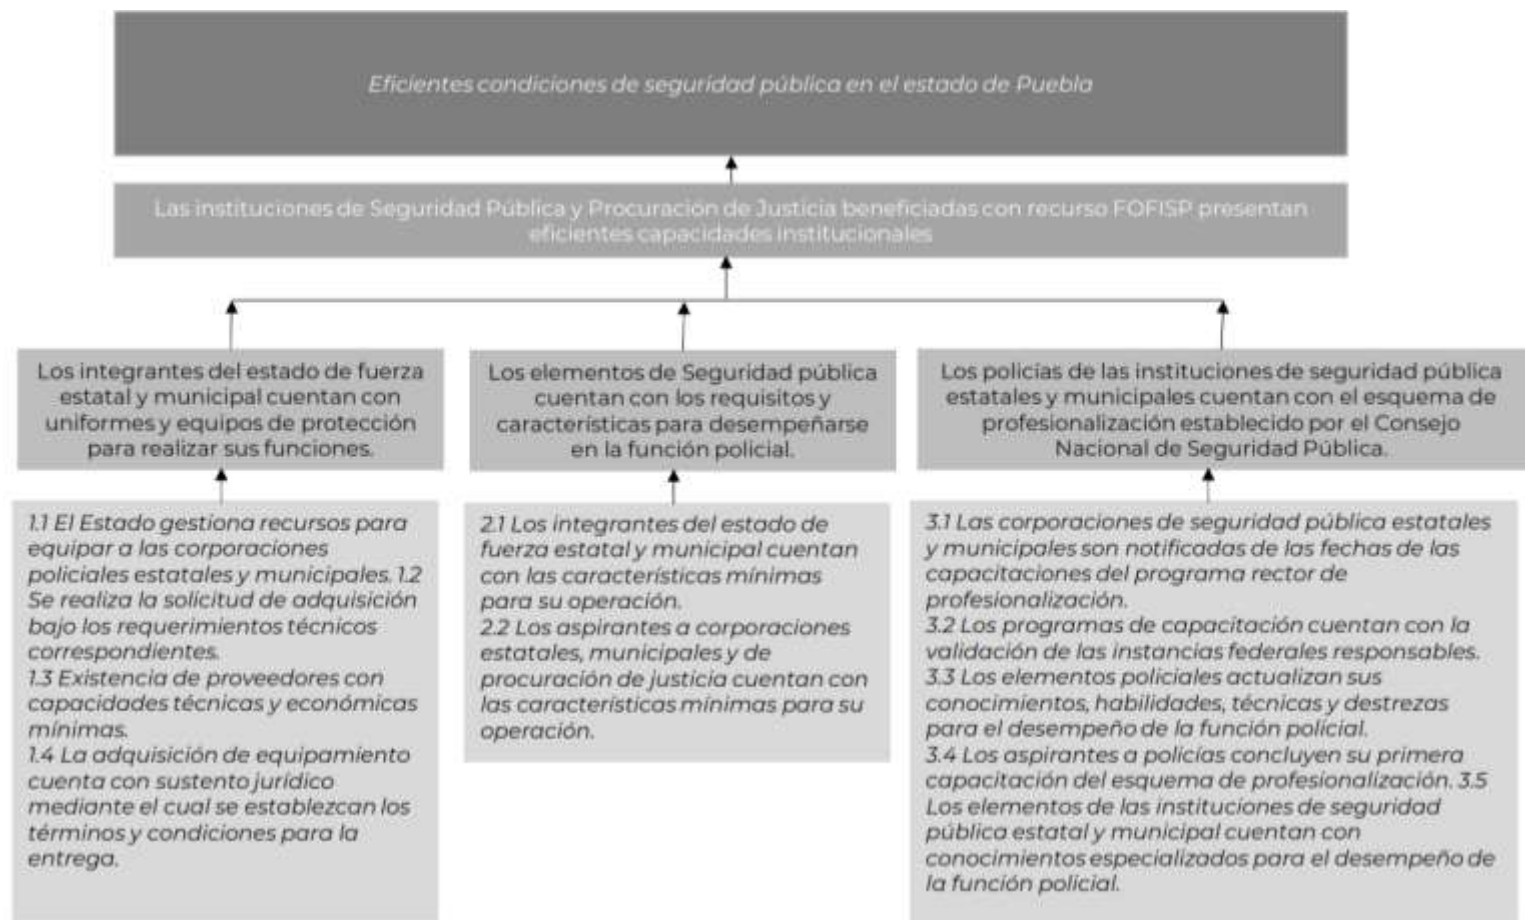 Eficientes condiciones de seguridad pública en el estado de Puebla
Las instituciones de Seguridad Pública y Procuración de Justicia beneficiadas con recurso FOFISP presentan
eficientes capacidades institucionales
Los integrantes del estado de fuerza
estatal y municipal cuentan con
uniformes y equipos de protección
para realizar sus funciones.
Los elementos de Seguridad pública
cuentan con los requisitos y
características para desempeñarse
en la función policial.
Los policías de las instituciones de seguridad pública
estatales y municipales cuentan con el esquema de
profesionalización establecido por el Consejo
Nacional de Seguridad Pública.
1.1 El Estado gestiona recursos para
equipar a las corporaciones
policiales estatales y municipales. 1.2
Se realiza la solicitud de adquisición
bajo los requerimientos técnicos
correspondientes.
1.3 Existencia de proveedores con
capacidades técnicas y económicas
mínimas.
1.4 La adquisición de equipamiento
cuenta con sustento jurídico
mediante el cual se establezcan los
términos y condiciones para la
entrega.
2.1 Los integrantes del estado de
fuerza estatal y municipal cuentan
con las características mínimas
para su operación.
2.2 Los aspirantes a corporaciones
estatales, municipales y de
procuración de justicia cuentan con
las características mínimas para su
operación.
3.1 Las corporaciones de seguridad pública estatales
y municipales son notificadas de las fechas de las
capacitaciones del programa rector de
profesionalización.
3.2 Los programas de capacitación cuentan con la
validación de las instancias federales responsables.
3.3 Los elementos policiales actualizan sus
conocimientos, habilidades, técnicas y destrezas
para el desempeño de la función policial.
3.4 Los aspirantes a policías concluyen su primera
capacitación del esquema de profesionalización. 3.5
Los elementos de las instituciones de seguridad
pública estatal y municipal cuentan con
conocimientos especializados para el desempeño de
la función policial.